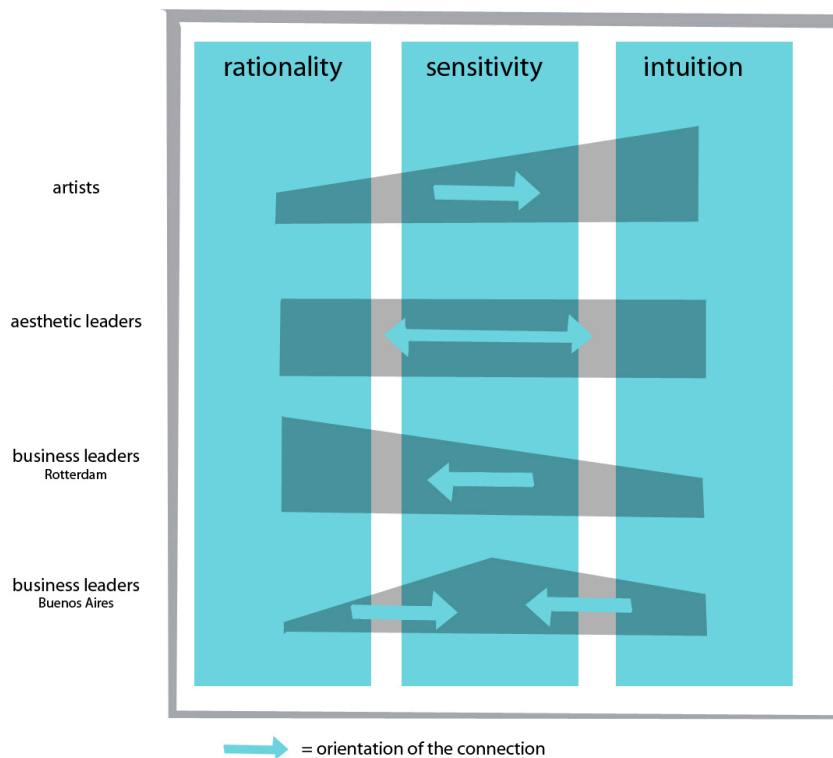 rationality
sensitivity
intuition
artists
aesthetic leaders
business leaders
Rotterdam
business leaders
Buenos Aires
= orientation of the connection